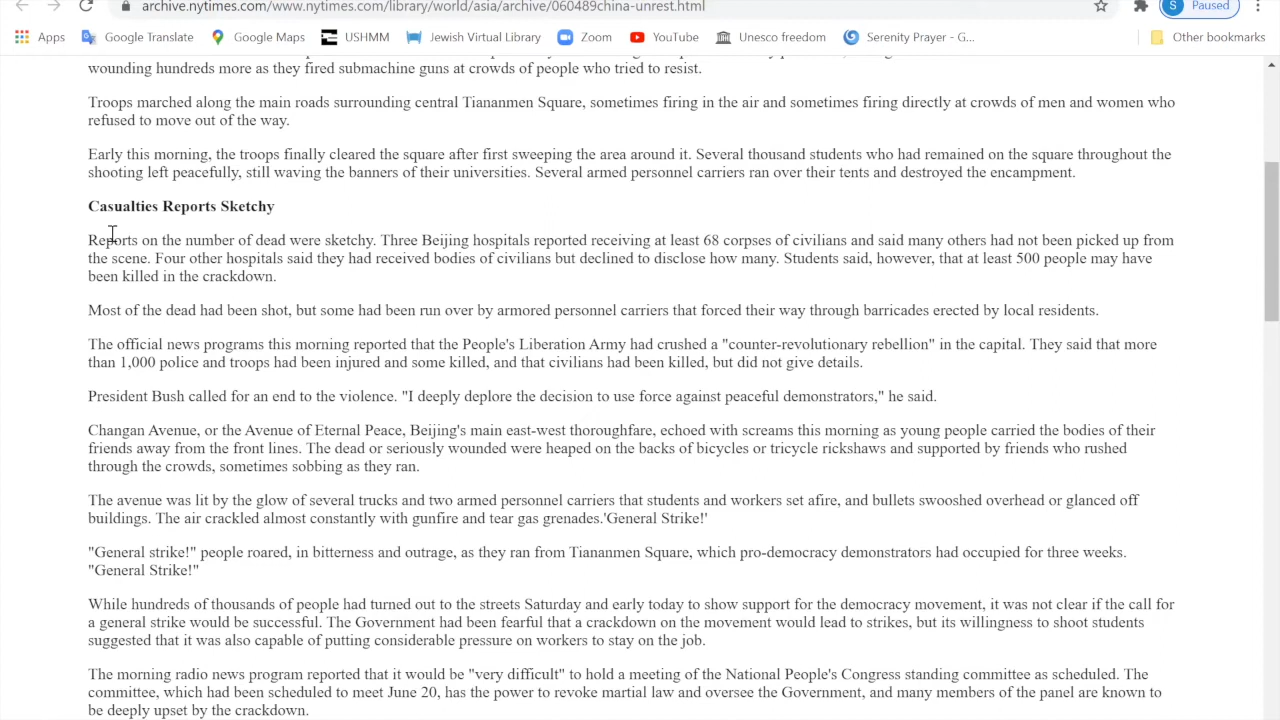 archive.nytimes.com/www.nytimes.com/library/world/asia/archive/060489china-unrest.html
S Paused
Apps Google Translate Google Maps USHMM Jewish Virtual Library Zoom YouTube Unesco freedom Serenity Prayer - G... Other bookmarks
wounding hundreds more as they fired submachine guns at crowds of people who tried to resist.
Troops marched along the main roads surrounding central Tiananmen Square, sometimes firing in the air and sometimes firing directly at crowds of men and women who
refused to move out of the way.
Early this morning, the troops finally cleared the square after first sweeping the area around it. Several thousand students who had remained on the square throughout the
shooting left peacefully, still waving the banners of their universities. Several armed personnel carriers ran over their tents and destroyed the encampment.
Casualties Reports Sketchy
Reports on the number of dead were sketchy. Three Beijing hospitals reported receiving at least 68 corpses of civilians and said many others had not been picked up from
the scene. Four other hospitals said they had received bodies of civilians but declined to disclose how many. Students said, however, that at least 500 people may have
been killed in the crackdown.
Most of the dead had been shot, but some had been run over by armored personnel carriers that forced their way through barricades erected by local residents.
The official news programs this morning reported that the People's Liberation Army had crushed a "counter-revolutionary rebellion" in the capital. They said that more
than 1,000 police and troops had been injured and some killed, and that civilians had been killed, but did not give details.
President Bush called for an end to the violence. "I deeply deplore the decision to use force against peaceful demonstrators," he said.
Changan Avenue, or the Avenue of Eternal Peace, Beijing's main east-west thoroughfare, echoed with screams this morning as young people carried the bodies of their
friends away from the front lines. The dead or seriously wounded were heaped on the backs of bicycles or tricycle rickshaws and supported by friends who rushed
through the crowds, sometimes sobbing as they ran.
The avenue was lit by the glow of several trucks and two armed personnel carriers that students and workers set afire, and bullets swooshed overhead or glanced off
buildings. The air crackled almost constantly with gunfire and tear gas grenades.'General Strike!'
"General strike!" people roared, in bitterness and outrage, as they ran from Tiananmen Square, which pro-democracy demonstrators had occupied for three weeks.
"General Strike!"
While hundreds of thousands of people had turned out to the streets Saturday and early today to show support for the democracy movement, it was not clear if the call for
a general strike would be successful. The Government had been fearful that a crackdown on the movement would lead to strikes, but its willingness to shoot students
suggested that it was also capable of putting considerable pressure on workers to stay on the job.
The morning radio news program reported that it would be "very difficult" to hold a meeting of the National People's Congress standing committee as scheduled. The
committee, which had been scheduled to meet June 20, has the power to revoke martial law and oversee the Government, and many members of the panel are known to
be deeply upset by the crackdown.